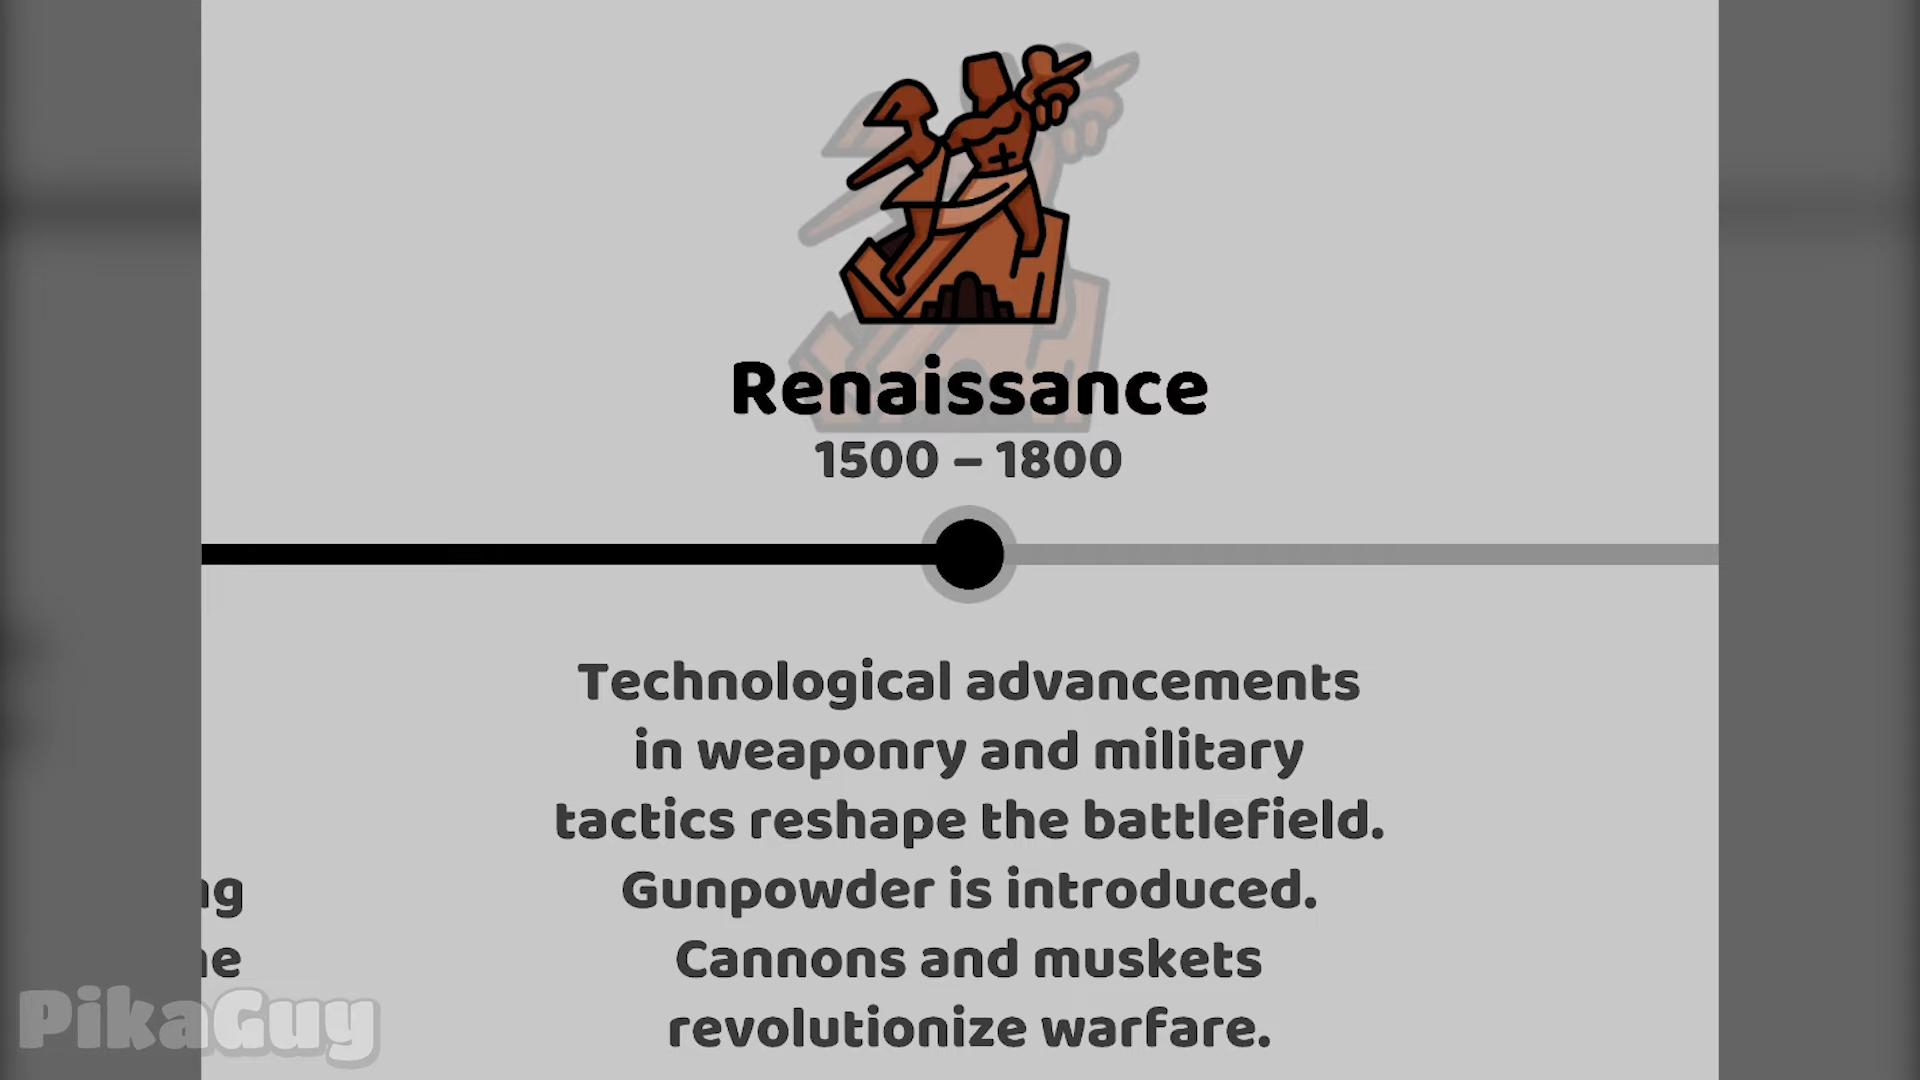 Renaissance
1500 – 1800
Technological advancements
in weaponry and military
tactics reshape the battlefield.
Gunpowder is introduced.
Cannons and muskets
revolutionize warfare.
PikaGuy